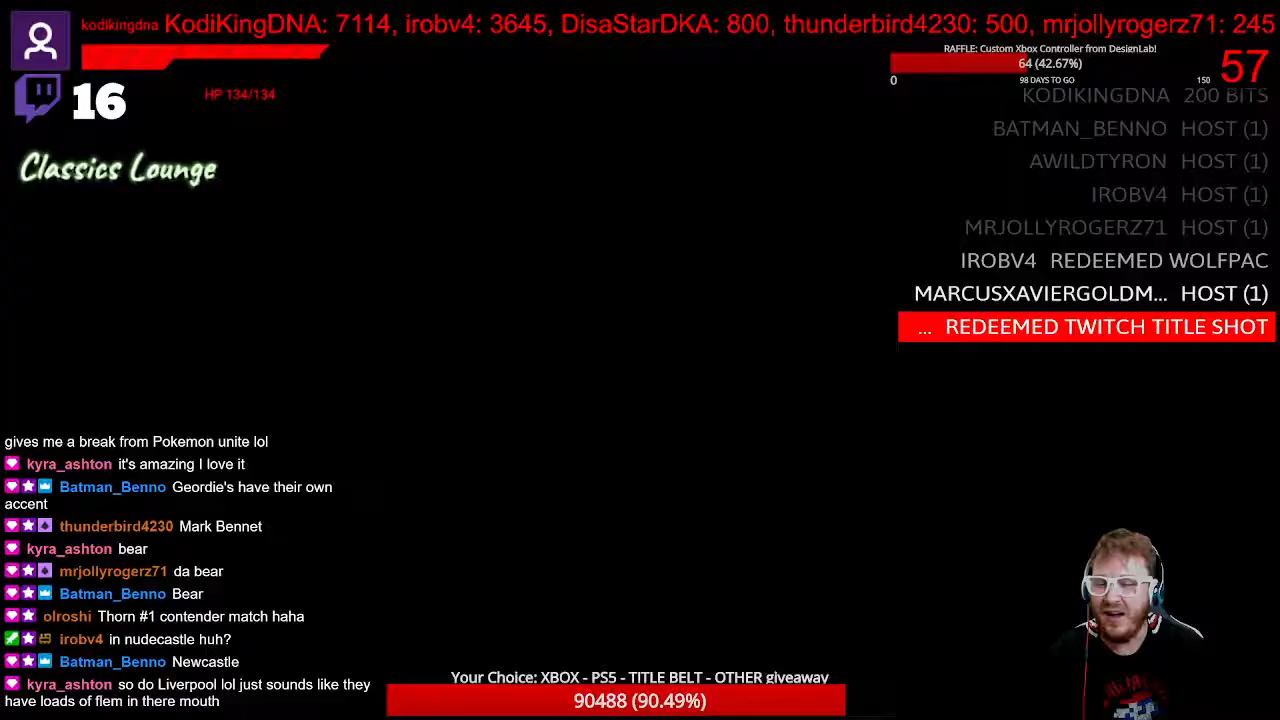 kodikingdna KodiKingDNA: 7114, irobv4: 3645, DisaStarDKA: 800, thunderbird4230: 500, mrjollyrogerz71: 245
RAFFLE: Custom Xbox Controller from DesignLab!
64 (42.67%)
57
0
98 DAYS TO GO
150
16
HP 134/134
Classics Lounge
KODIKINGDNA 200 BITS
BATMAN_BENNO HOST (1)
AWILDTYRON HOST (1)
IROBV4 HOST (1)
MRJOLLYROGERZ71 HOST (1)
IROBV4 REDEEMED WOLFPAC
MARCUSXAVIERGOLDM... HOST (1)
... REDEEMED TWITCH TITLE SHOT
gives me a break from Pokemon unite lol
kyra_ashton it's amazing I love it
Batman_Benno Geordie's have their own
accent
thunderbird4230 Mark Bennet
kyra_ashton bear
mrjollyrogerz71 da bear
Batman_Benno Bear
olroshi Thorn #1 contender match haha
irobv4 in nudecastle huh?
Batman_Benno Newcastle
kyra_ashton so do Liverpool lol just sounds like they
have loads of flem in there mouth
Your Choice: XBOX - PS5 - TITLE BELT - OTHER giveaway
90488 (90.49%)